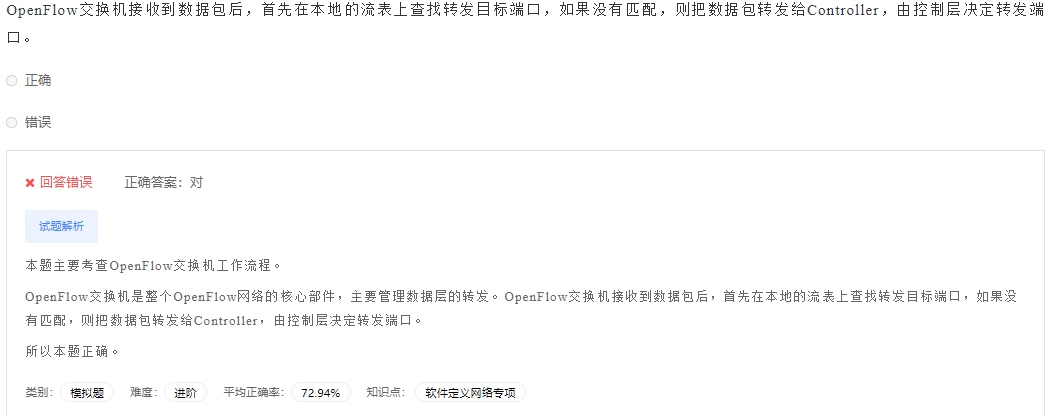 OpenFlow交换机接收到数据包后，首先在本地的流表上查找转发目标端口，如果没有匹配，则把数据包转发给Controller，由控制层决定转发端
口。
正确
错误
回答错误 正确答案：对
试题解析
本题主要考查OpenFlow交换机工作流程。
OpenFlow交换机是整个OpenFlow网络的核心部件，主要管理数据层的转发。OpenFlow交换机接收到数据包后，首先在本地的流表上查找转发目标端口，如果没
有匹配，则把数据包转发给Controller，由控制层决定转发端口。
所以本题正确。
类别： 模拟题 难度： 进阶 平均正确率： 72.94% 知识点： 软件定义网络专项